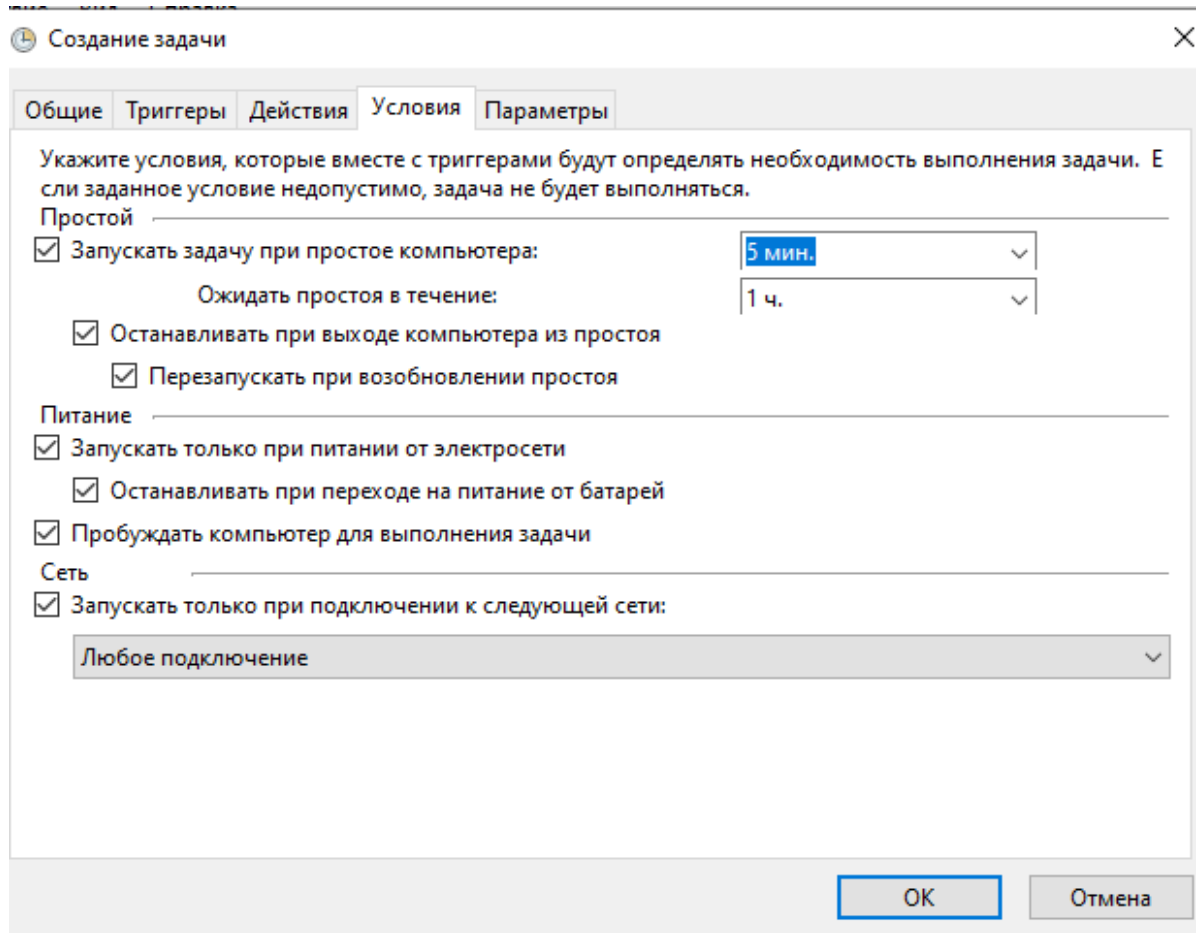 Создание задачи
Общие Триггеры Действия Условия Параметры
Укажите условия, которые вместе с триггерами будут определять необходимость выполнения задачи. Е
сли заданное условие недопустимо, задача не будет выполняться.
Простой
Запускать задачу при простое компьютера: 5 мин.
Ожидать простоя в течение: 1 ч.
Останавливать при выходе компьютера из простоя
Перезапускать при возобновлении простоя
Питание
Запускать только при питании от электросети
Останавливать при переходе на питание от батарей
Пробуждать компьютер для выполнения задачи
Сеть
Запускать только при подключении к следующей сети:
Любое подключение
ОК Отмена